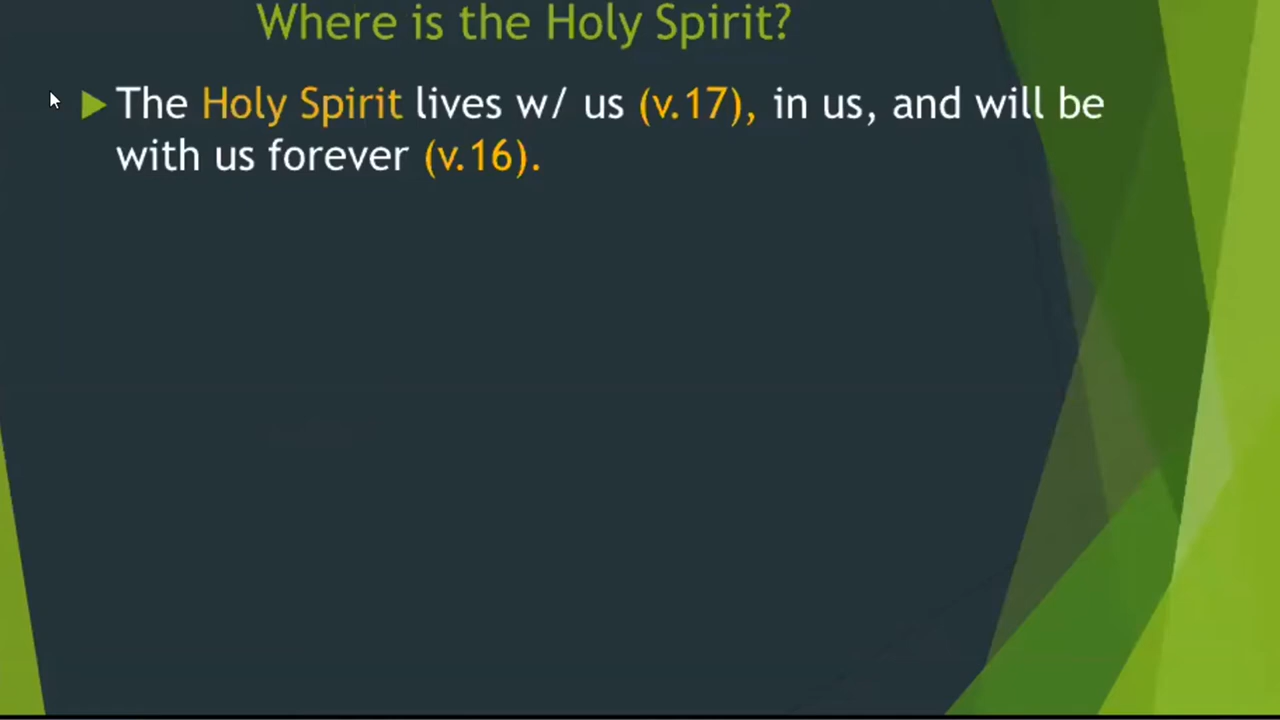 Where is the Holy Spirit?
The Holy Spirit lives w/ us (v.17), in us, and will be
with us forever (v.16).